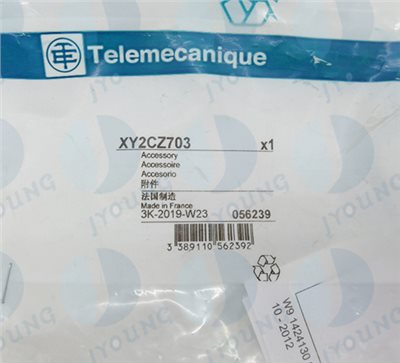 Telemecanique
XY2CZ703 x1
Accessory
Accessoire
Accesorio
附件
法国制造
Made in France
3K-2019-W23 056239
3 389110 562392
W9 1424130
10 - 2012
JYOUNG